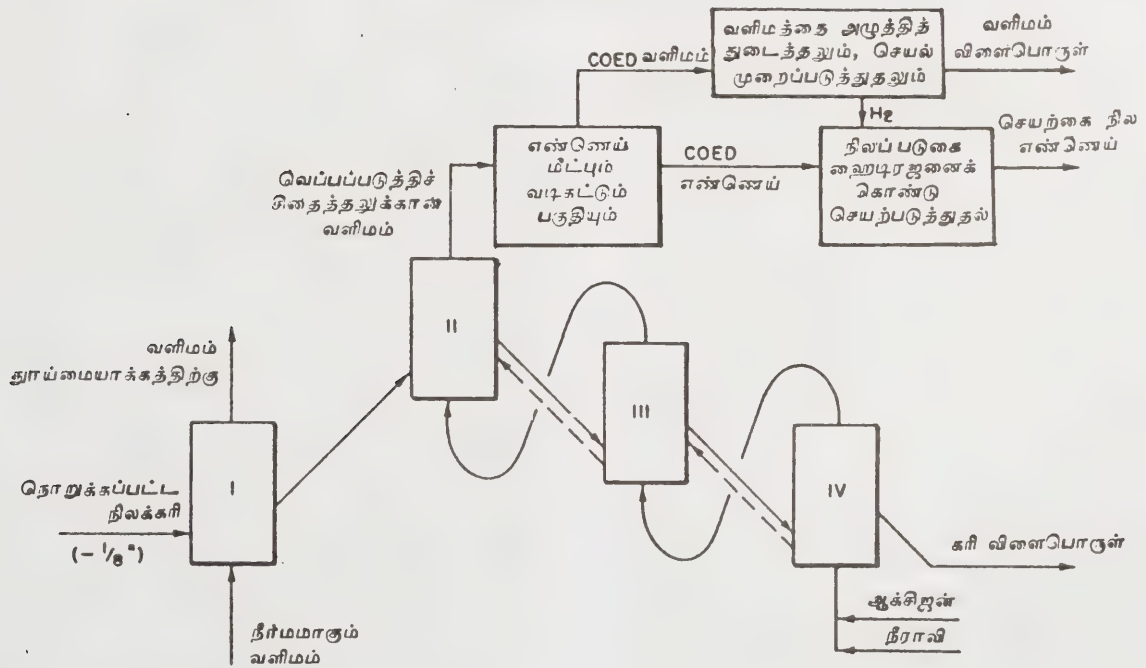 வளிமத்தை அழுத்தித்
துடைத்தலும், செயல்
முறைப்படுத்துதலும்
வளிமம்
விளைபொருள்
COED வளிமம்
H2
செயற்கை நில
எண்ணெய்
எண்ணெய்
மீட்பும்
வடிகட்டும்
பகுதியும்
COED
எண்ணெய்
நிலப் படுகை
ஹைடிரஜனைக்
கொண்டு
செயற்படுத்துதல்
வெப்பப்படுத்திச்
சிதைத்தலுக்கான
வளிமம்
II
வளிமம்
தூய்மையாக்கத்திற்கு
III
I
IV
நொறுக்கப்பட்ட
நிலக்கரி
(- 1/8")
கரி விளைபொருள்
ஆக்சிஜன்
நீராவி
நீர்மமாகும்
வளிமம்